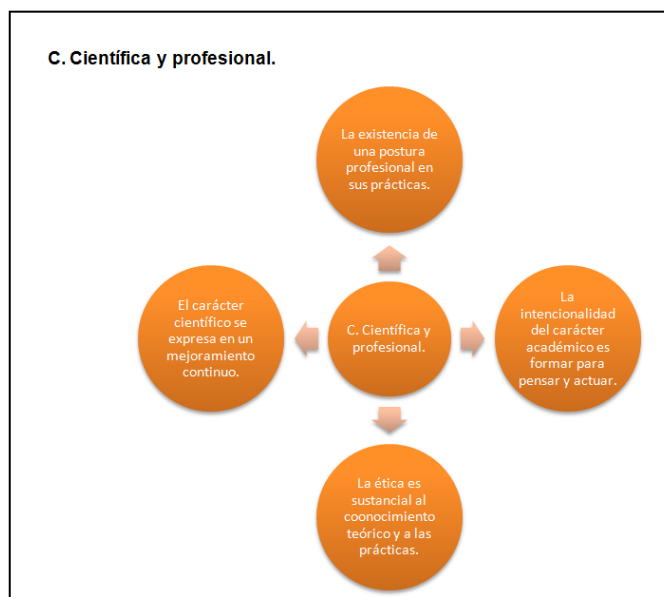 C. Científica y profesional.
La existencia de
una postura
profesional en
sus prácticas.
El carácter
científico se
expresa en un
mejoramiento
continuo.
C. Científica y
profesional.
La
intencionalidad
del carácter
académico es
formar para
pensar y actuar.
La ética es
sustancial al
coonocimiento
teórico y a las
prácticas.